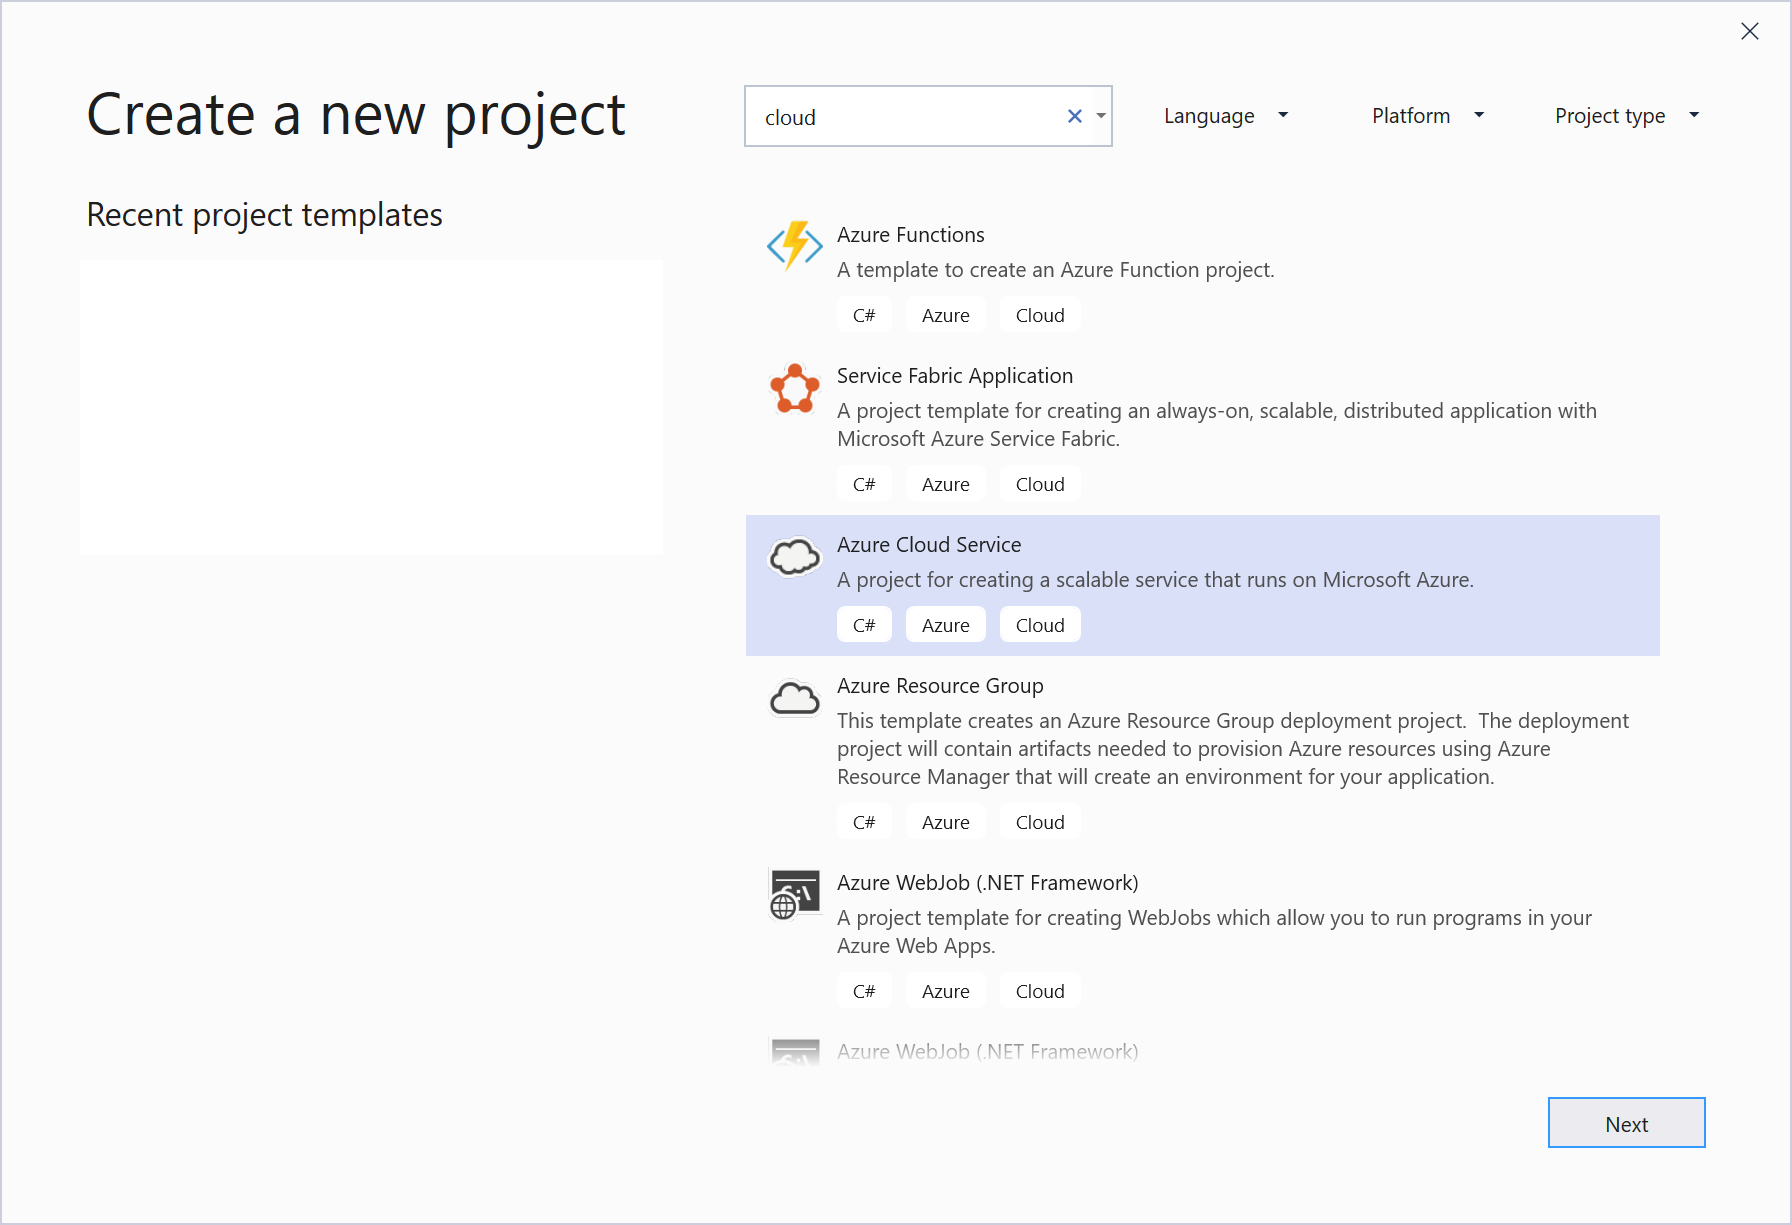 Create a new project
cloud
Language
Platform
Project type
Recent project templates
Azure Functions
A template to create an Azure Function project.
C# Azure Cloud
Service Fabric Application
A project template for creating an always-on, scalable, distributed application with
Microsoft Azure Service Fabric.
C# Azure Cloud
Azure Cloud Service
A project for creating a scalable service that runs on Microsoft Azure.
C# Azure Cloud
Azure Resource Group
This template creates an Azure Resource Group deployment project.  The deployment
project will contain artifacts needed to provision Azure resources using Azure
Resource Manager that will create an environment for your application.
C# Azure Cloud
Azure WebJob (.NET Framework)
A project template for creating WebJobs which allow you to run programs in your
Azure Web Apps.
C# Azure Cloud
Azure WebJob (.NET Framework)
Next